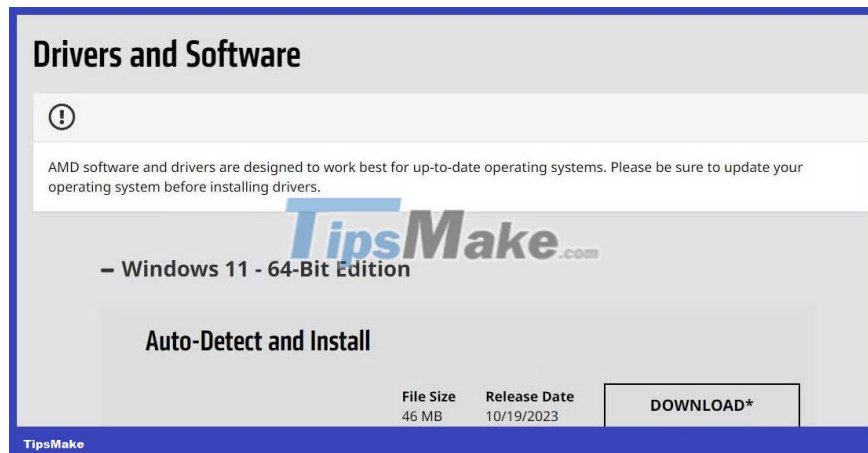 Drivers and Software
AMD software and drivers are designed to work best for up-to-date operating systems. Please be sure to update your
operating system before installing drivers.
TipsMake.com
– Windows 11 - 64-Bit Edition
Auto-Detect and Install
File Size Release Date
46 MB 10/19/2023
DOWNLOAD*
TipsMake